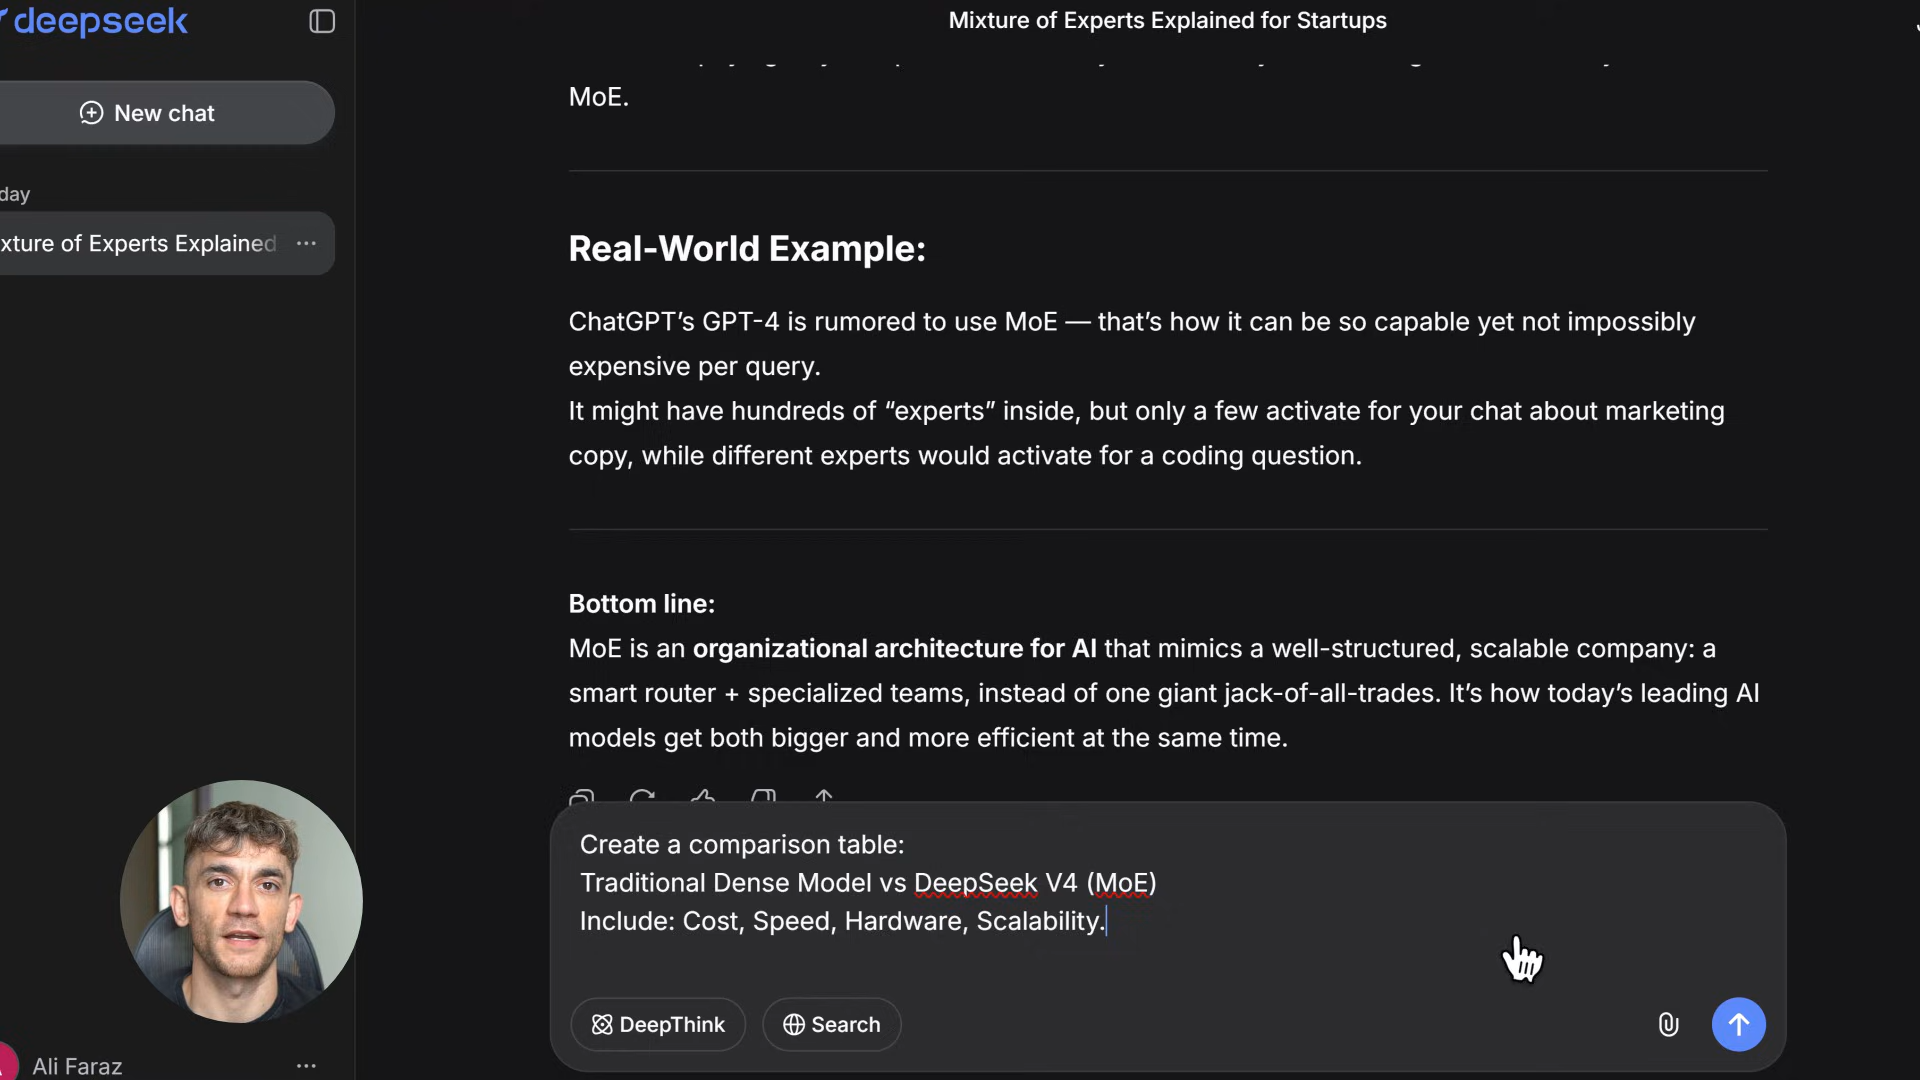 deepseek
Mixture of Experts Explained for Startups
New chat
MoE.
day
xture of Experts Explained
Real-World Example:
ChatGPT’s GPT-4 is rumored to use MoE — that’s how it can be so capable yet not impossibly
expensive per query.
It might have hundreds of “experts” inside, but only a few activate for your chat about marketing
copy, while different experts would activate for a coding question.
Bottom line:
MoE is an organizational architecture for AI that mimics a well-structured, scalable company: a
smart router + specialized teams, instead of one giant jack-of-all-trades. It’s how today’s leading AI
models get both bigger and more efficient at the same time.
Create a comparison table:
Traditional Dense Model vs DeepSeek V4 (MoE)
Include: Cost, Speed, Hardware, Scalability.
DeepThink
Search
Ali Faraz